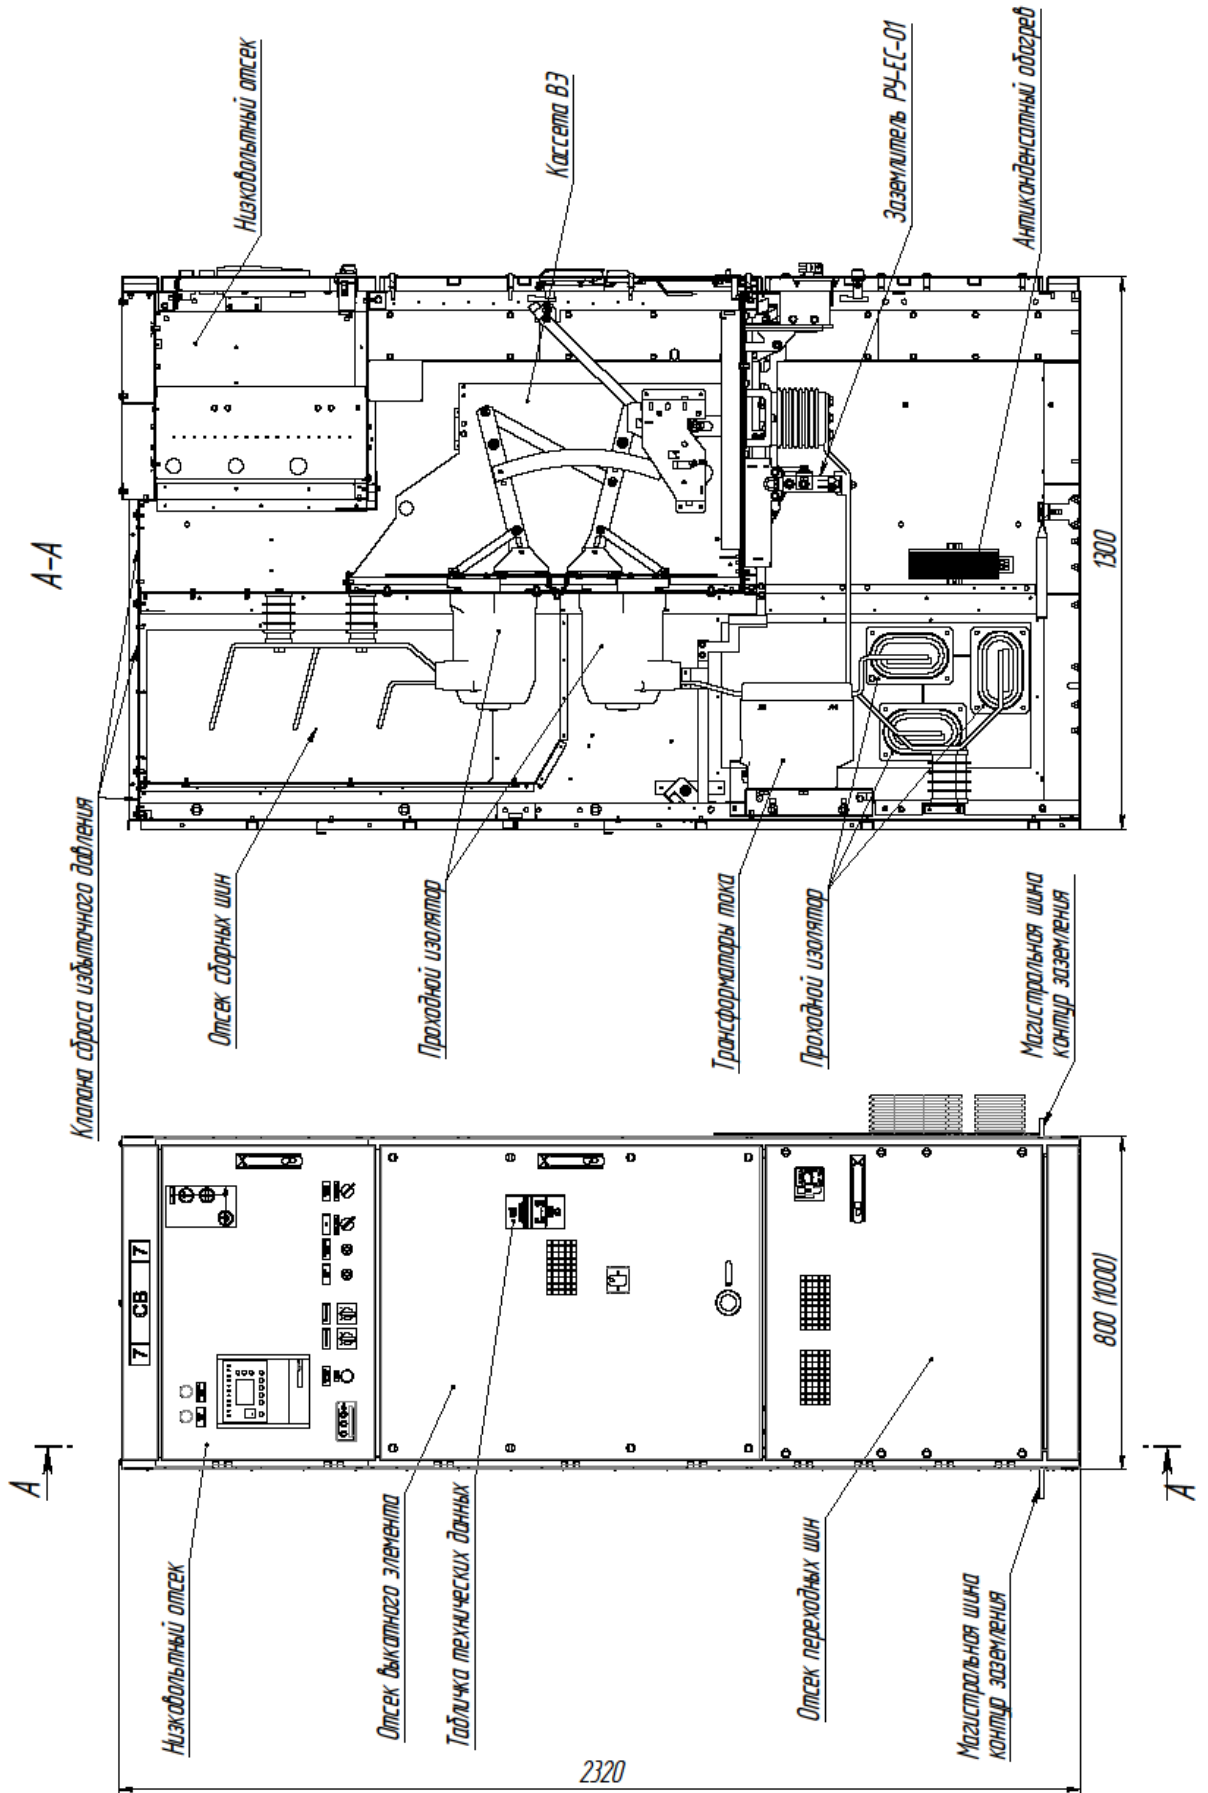 А-А
Низковольтный отсек
Кассета ВЭ
Заземлитель РУ-ЕС-01
Антиконденсатный обогрев
1300
Клапана сброса избыточного давления
Отсек сборных шин
Проходной изолятор
Трансформаторы тока
Проходной изолятор
Магистральная шина
контур заземления
7 СВ 7
800 (1000)
А
А
Низковольтный отсек
Отсек выкатного элемента
Табличка технических данных
Отсек переходных шин
Магистральная шина
контур заземления
2320